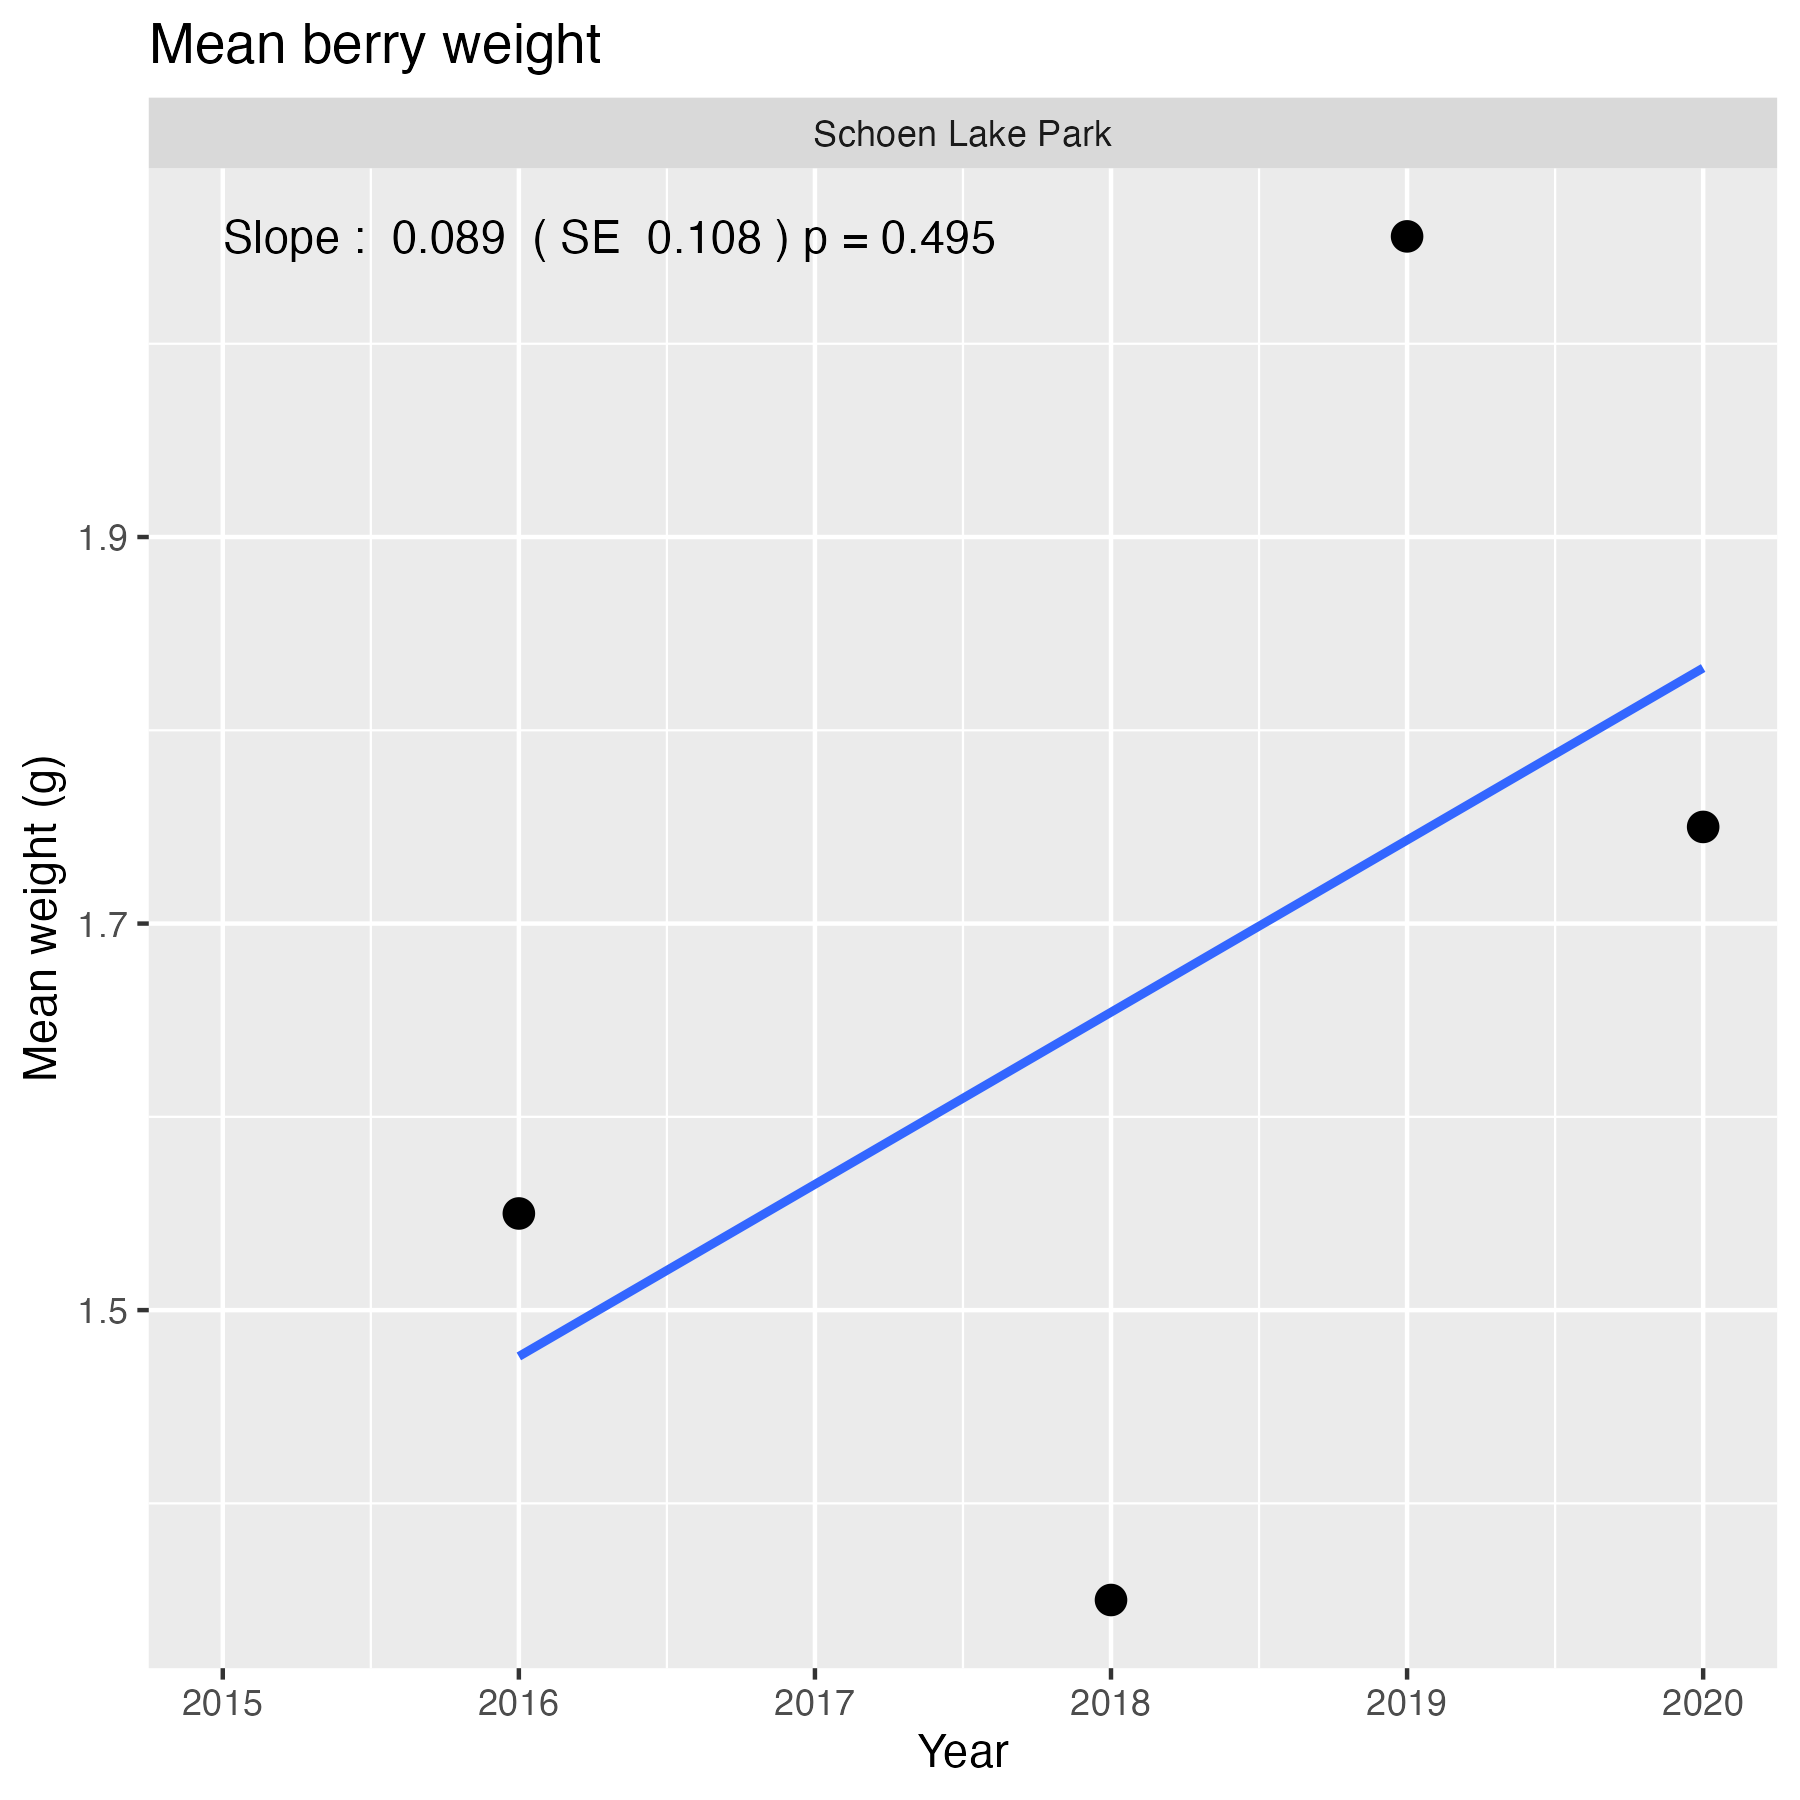 Mean berry weight
Schoen Lake Park
Slope :  0.089  ( SE  0.108 ) p = 0.495
1.9
1.7
1.5
Mean weight (g)
2015 2016 2017 2018 2019 2020
Year